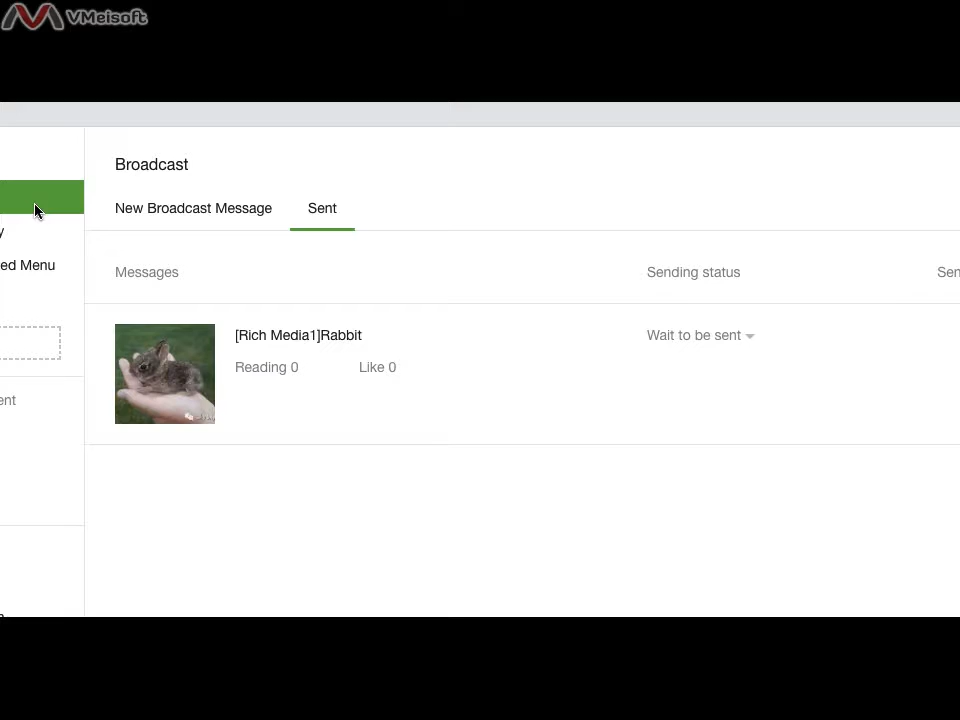 VMeisoft
Broadcast
New Broadcast Message Sent
y
ed Menu
Messages Sending status Sen
[Rich Media1]Rabbit Wait to be sent
Reading 0 Like 0
ent